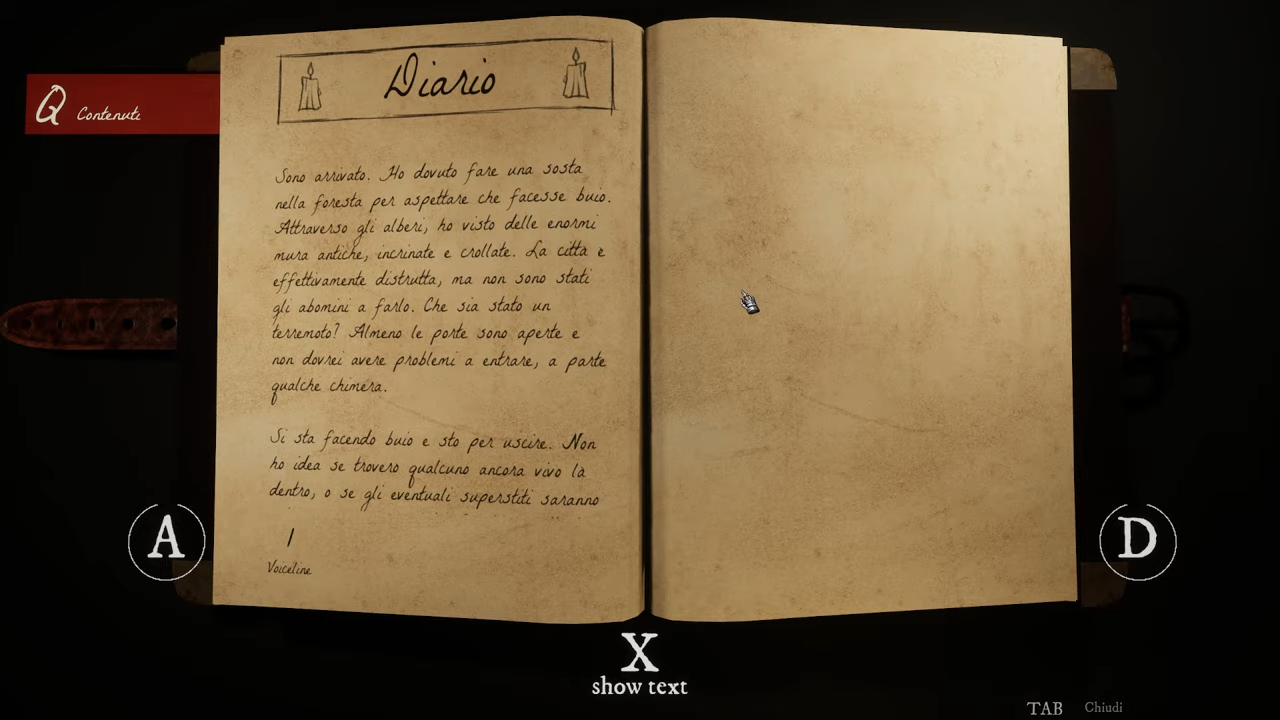 Diario
Q Contenuti
Sono arrivato. Ho dovuto fare una sosta
nella foresta per aspettare che facesse buio.
Attraverso gli alberi, ho visto delle enormi
mura antiche, incrinate e crollate. La città è
effettivamente distrutta, ma non sono stati
gli abomini a farlo. Che sia stato un
terremoto? Almeno le porte sono aperte e
non dovrei avere problemi a entrare, a parte
qualche chimera.
Si sta facendo buio e sto per uscire. Non
ho idea se troverò qualcuno ancora vivo là
dentro, o se gli eventuali superstiti saranno
1
Voiceline
A
D
X
show text
TAB Chiudi